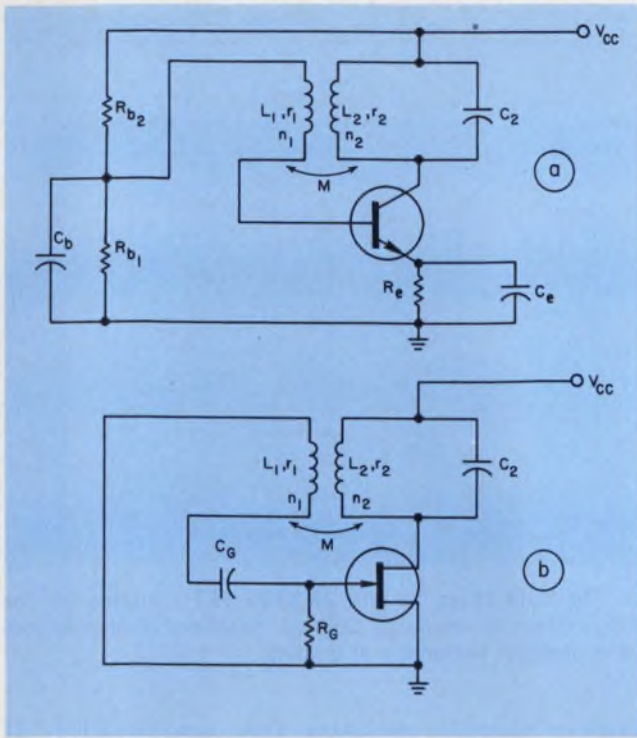 Vcc
Rb2
L1,r1
L2,r2
C2
n1
n2
M
a
Cb
Rb1
Re
Ce
Vcc
L1,r1
L2,r2
C2
n1
n2
M
CG
b
RG